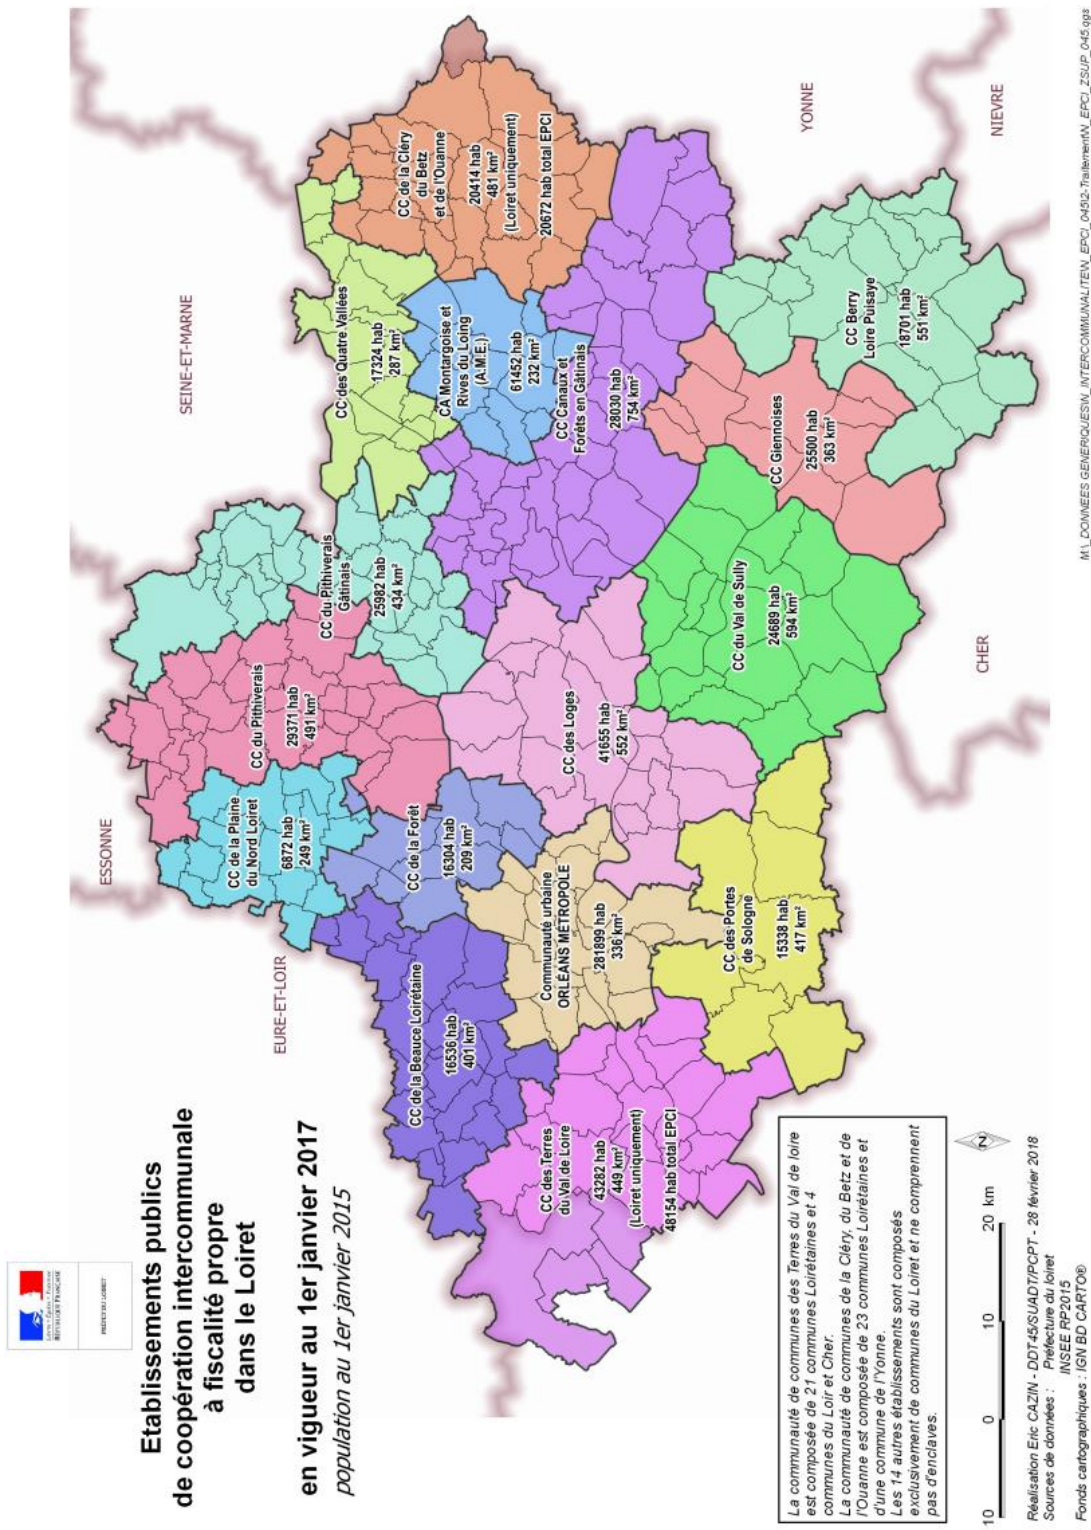 Liberté • Égalité • Fraternité
RÉPUBLIQUE FRANÇAISE
PRÉFET DU LOIRET
Etablissements publics
de coopération intercommunale
à fiscalité propre
dans le Loiret
en vigueur au 1er janvier 2017
population au 1er janvier 2015
ESSONNE
SEINE-ET-MARNE
EURE-ET-LOIR
YONNE
NIEVRE
CHER
CC de la Plaine
du Nord Loiret
6872 hab
249 km²
CC du Pithiverais
29371 hab
491 km²
CC du Pithiverais
Gâtinais
25982 hab
434 km²
CC des Quatre Vallées
17324 hab
287 km²
CC de la Cléry
du Betz
et de l'Ouanne
20414 hab
481 km²
(Loiret uniquement)
20672 hab total EPCI
CA Montargoise et
Rives du Loing
(A.M.E.)
61452 hab
232 km²
CC Canaux et
Forêts en Gâtinais
28030 hab
754 km²
CC de la Beauce Loirétaine
16536 hab
401 km²
CC de la Forêt
16304 hab
209 km²
CC des Loges
41655 hab
552 km²
Communauté urbaine
ORLÉANS MÉTROPOLE
281899 hab
336 km²
CC des Terres
du Val de Loire
43282 hab
449 km²
(Loiret uniquement)
48154 hab total EPCI
CC des Portes
de Sologne
15338 hab
417 km²
CC du Val de Sully
24689 hab
594 km²
CC Giennoises
25500 hab
363 km²
CC Berry
Loire Puisaye
18701 hab
551 km²
La communauté de communes des Terres du Val de loire
est composée de 21 communes Loirétaines et 4
communes du Loir et Cher.
La communauté de communes de la Cléry, du Betz et de
l'Ouanne est composée de 23 communes Loirétaines et
d'une commune de l'Yonne.
Les 14 autres établissements sont composés
exclusivement de communes du Loiret et ne comprennent
pas d'enclaves.
10 0 10 20 km
N
Réalisation Eric CAZIN - DDT45/SUADT/PCPT - 28 février 2018
Sources de données : Préfecture du loiret
INSEE RP2015
Fonds cartographiques : IGN BD CARTO®